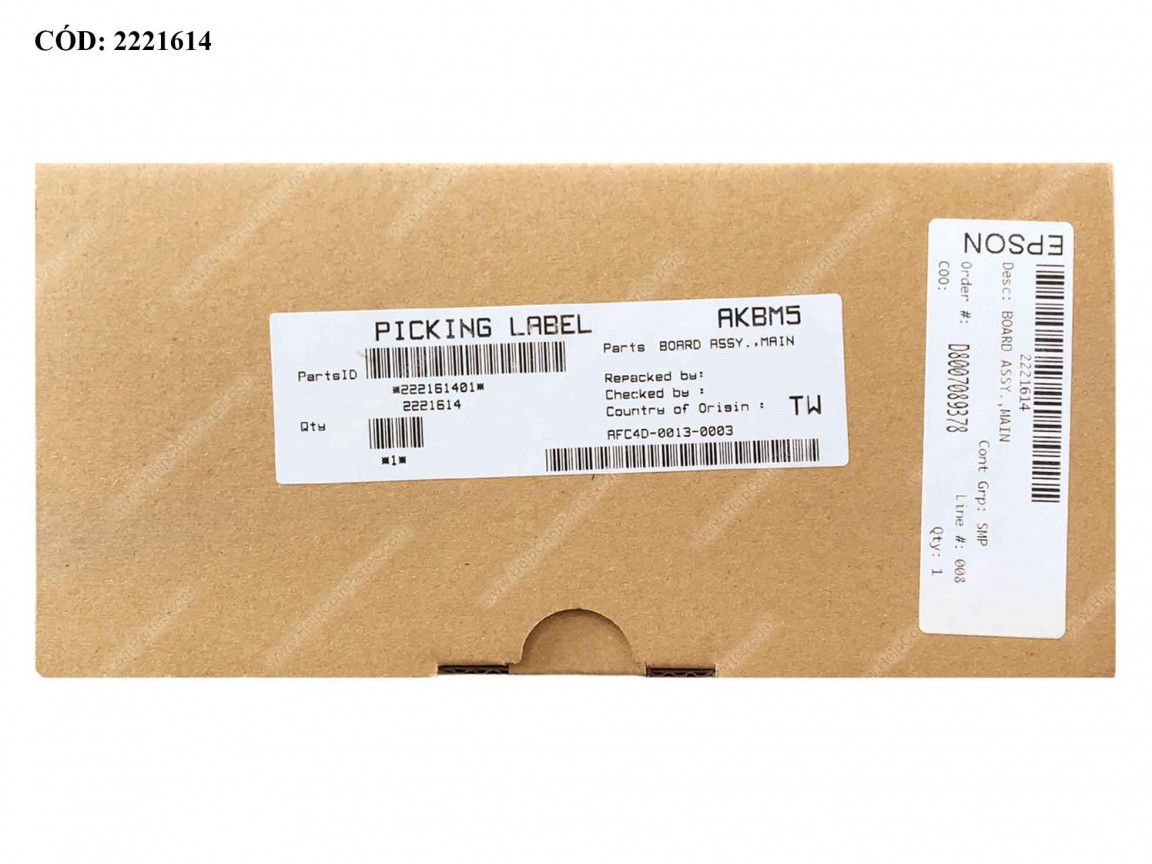 CÓD: 2221614
PICKING LABEL
AKBM5
PartsID
*222161401*
2221614
Qty
*1*
Parts BOARD ASSY.,MAIN
Repacked by:
Checked by :
Country of Origin : TW
AFC4D-0013-0003
EPSON
2221614
Desc: BOARD ASSY.,MAIN
Cont Grp: SMP
Order #: D8007089378
Line #: 008
COO:
Qty: 1